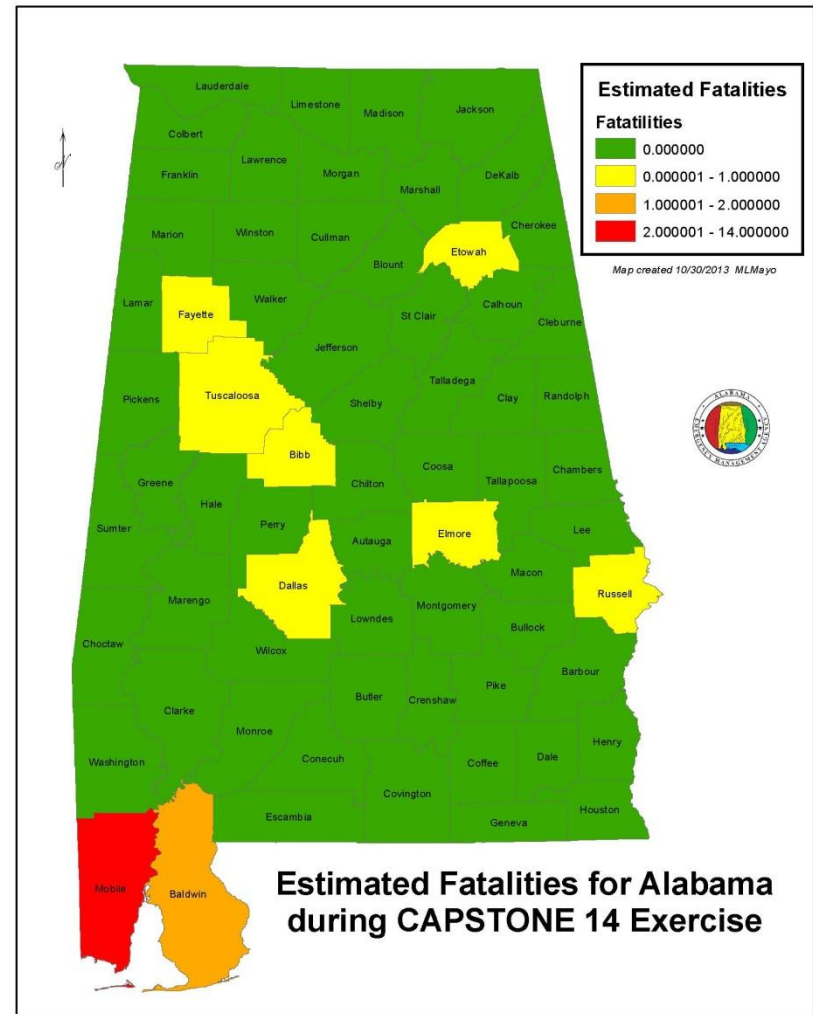 Estimated Fatalities
Fatatilities
0.000000
0.000001 - 1.000000
1.000001 - 2.000000
2.000001 - 14.000000
Map created 10/30/2013 MLMayo
N
Lauderdale
Limestone
Madison
Jackson
Colbert
Lawrence
Franklin
Morgan
Marshall
DeKalb
Cherokee
Marion
Winston
Cullman
Etowah
Blount
Lamar
Fayette
Walker
Calhoun
St Clair
Cleburne
Jefferson
Talladega
Pickens
Tuscaloosa
Shelby
Clay
Randolph
Bibb
Coosa
Chambers
Greene
Chilton
Tallapoosa
Hale
Sumter
Perry
Autauga
Elmore
Lee
Macon
Dallas
Russell
Marengo
Lowndes
Montgomery
Bullock
Choctaw
Wilcox
Barbour
Clarke
Butler
Crenshaw
Pike
Monroe
Henry
Washington
Conecuh
Coffee
Dale
Covington
Escambia
Geneva
Houston
Mobile
Baldwin
ALABAMA
EMERGENCY MANAGEMENT AGENCY
Estimated Fatalities for Alabama
during CAPSTONE 14 Exercise